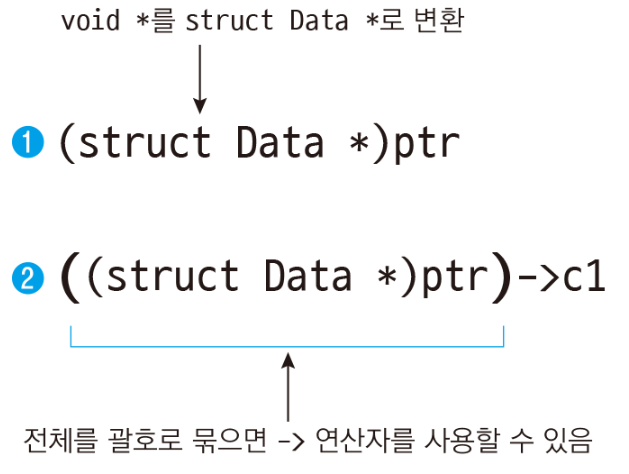 void *를 struct Data *로 변환
❶ (struct Data *)ptr
❷ ((struct Data *)ptr)->c1
전체를 괄호로 묶으면 -> 연산자를 사용할 수 있음